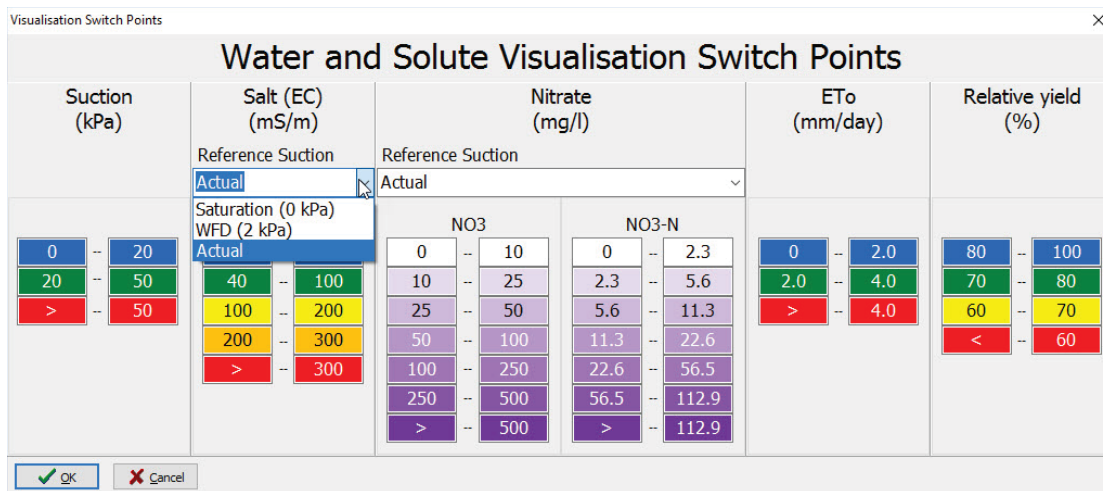 Visualisation Switch Points
Water and Solute Visualisation Switch Points
Suction
(kPa)
Salt (EC)
(mS/m)
Nitrate
(mg/l)
ETo
(mm/day)
Relative yield
(%)
Reference Suction
Reference Suction
Actual
Actual
Saturation (0 kPa)
WFD (2 kPa)
Actual
NO3
NO3-N
0 -- 20
20 -- 50
> -- 50
40 -- 100
100 -- 200
200 -- 300
> -- 300
0 -- 10
10 -- 25
25 -- 50
50 -- 100
100 -- 250
250 -- 500
> -- 500
0 -- 2.3
2.3 -- 5.6
5.6 -- 11.3
11.3 -- 22.6
22.6 -- 56.5
56.5 -- 112.9
> -- 112.9
0 -- 2.0
2.0 -- 4.0
> -- 4.0
80 -- 100
70 -- 80
60 -- 70
< -- 60
OK
Cancel